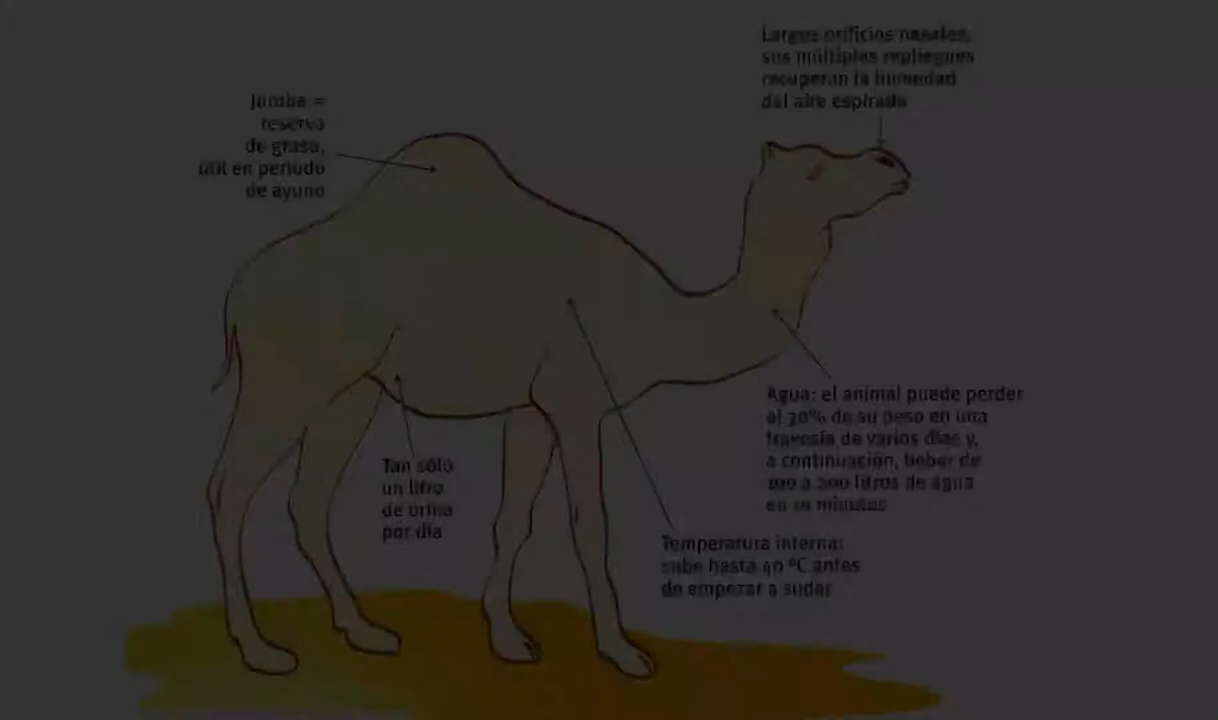 Largos orificios nasales,
sus múltiples repliegues
recuperan la humedad
del aire espirado
Juroba =
reserva
de grasa,
útil en período
de ayuno
Agua: el animal puede perder
el 30% de su peso en una
travesía de varios días y,
a continuación, beber de
100 a 200 litros de agua
en 10 minutos
Tan sólo
un litro
de orina
por día
Temperatura interna:
sube hasta 40 ºC antes
de empezar a sudar